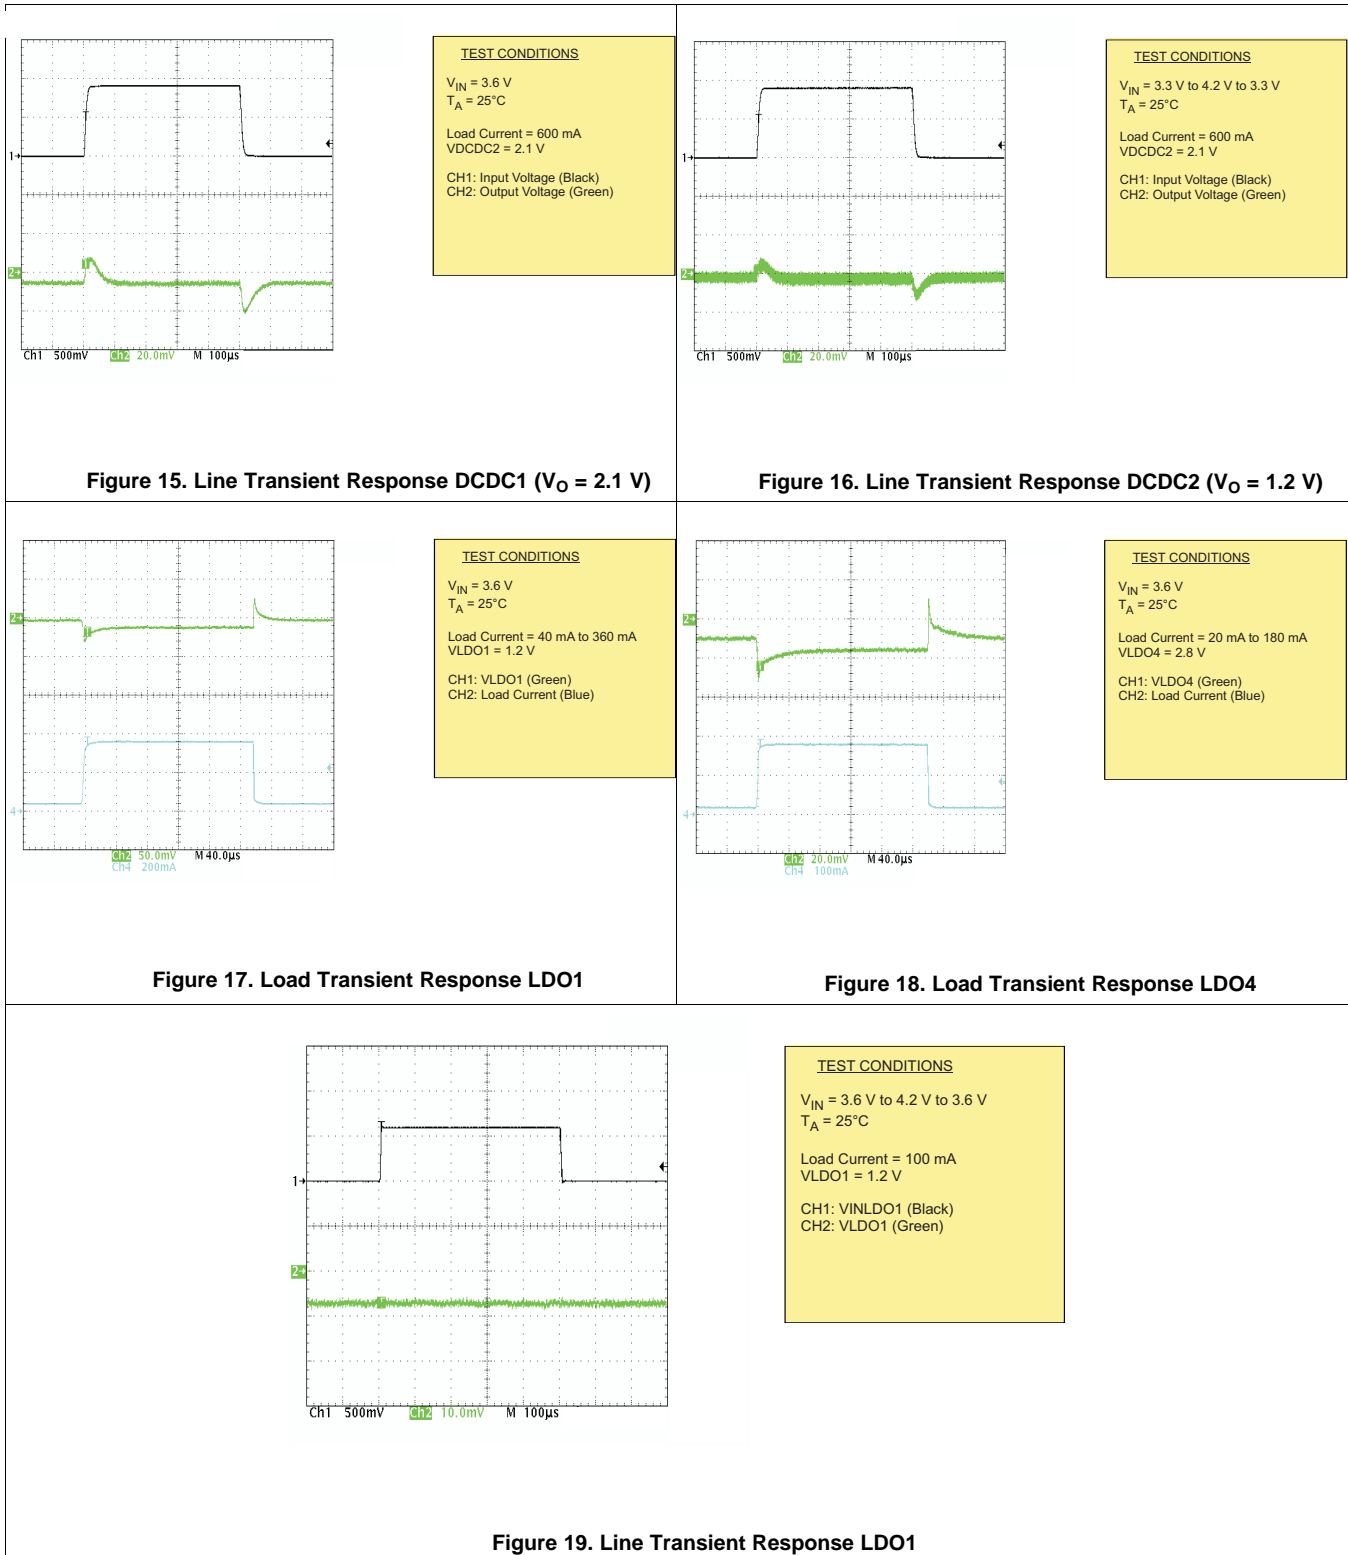 TEST CONDITIONS
VIN = 3.6 V
TA = 25°C
Load Current = 600 mA
VDCDC2 = 2.1 V
CH1: Input Voltage (Black)
CH2: Output Voltage (Green)
1
T
2
T
Ch1 500mV Ch2 20.0mV M 100µs
Figure 15. Line Transient Response DCDC1 (VO = 2.1 V)
TEST CONDITIONS
VIN = 3.3 V to 4.2 V to 3.3 V
TA = 25°C
Load Current = 600 mA
VDCDC2 = 2.1 V
CH1: Input Voltage (Black)
CH2: Output Voltage (Green)
1
T
2
Ch1 500mV Ch2 20.0mV M 100µs
Figure 16. Line Transient Response DCDC2 (VO = 1.2 V)
TEST CONDITIONS
VIN = 3.6 V
TA = 25°C
Load Current = 40 mA to 360 mA
VLDO1 = 1.2 V
CH1: VLDO1 (Green)
CH2: Load Current (Blue)
2
T
T
4
Ch2 50.0mV M 40.0µs
Ch4 200mA
Figure 17. Load Transient Response LDO1
TEST CONDITIONS
VIN = 3.6 V
TA = 25°C
Load Current = 20 mA to 180 mA
VLDO4 = 2.8 V
CH1: VLDO4 (Green)
CH2: Load Current (Blue)
2
T
T
4
Ch2 20.0mV M 40.0µs
Ch4 100mA
Figure 18. Load Transient Response LDO4
TEST CONDITIONS
VIN = 3.6 V to 4.2 V to 3.6 V
TA = 25°C
Load Current = 100 mA
VLDO1 = 1.2 V
CH1: VINLDO1 (Black)
CH2: VLDO1 (Green)
T
1
2
Ch1 500mV Ch2 10.0mV M 100µs
Figure 19. Line Transient Response LDO1